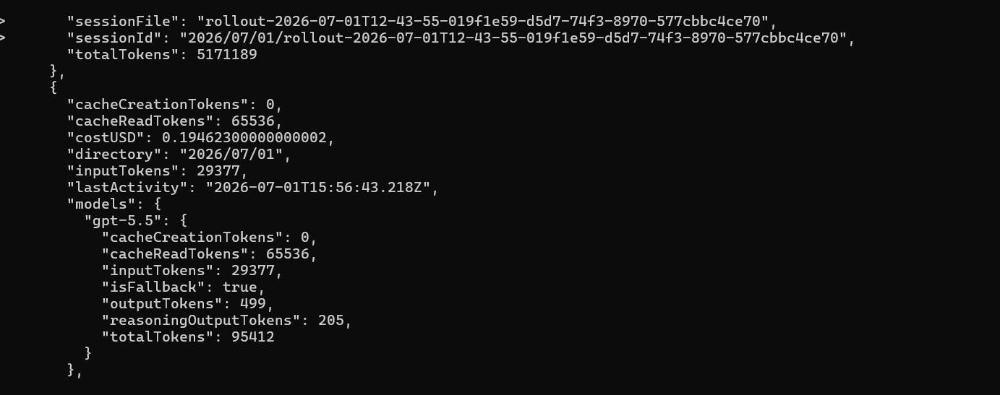 >       "sessionFile": "rollout-2026-07-01T12-43-55-019f1e59-d5d7-74f3-8970-577cbbc4ce70",
>       "sessionId": "2026/07/01/rollout-2026-07-01T12-43-55-019f1e59-d5d7-74f3-8970-577cbbc4ce70",
        "totalTokens": 5171189
      },
      {
        "cacheCreationTokens": 0,
        "cacheReadTokens": 65536,
        "costUSD": 0.19462300000000002,
        "directory": "2026/07/01",
        "inputTokens": 29377,
        "lastActivity": "2026-07-01T15:56:43.218Z",
        "models": {
          "gpt-5.5": {
            "cacheCreationTokens": 0,
            "cacheReadTokens": 65536,
            "inputTokens": 29377,
            "isFallback": true,
            "outputTokens": 499,
            "reasoningOutputTokens": 205,
            "totalTokens": 95412
          }
        },